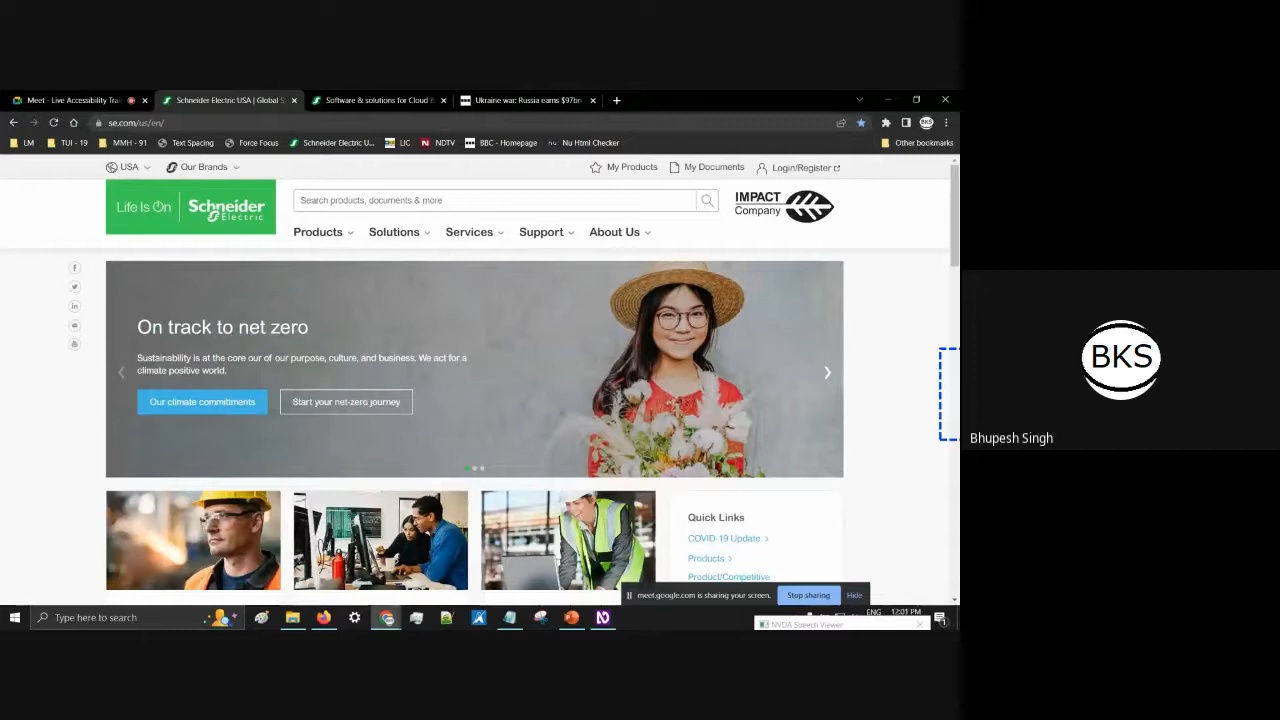 Meet - Live Accessibility Trai
Schneider Electric USA | Global S
Software & solutions for Cloud &
Ukraine war: Russia earns $97bn
se.com/us/en/
LM
TUI - 19
MMH - 91
Text Spacing
Force Focus
Schneider Electric U...
LIC
NDTV
BBC - Homepage
Nu Html Checker
Other bookmarks
USA
Our Brands
My Products
My Documents
Login/Register
Life Is On
Schneider
Electric
Search products, documents & more
IMPACT
Company
Products
Solutions
Services
Support
About Us
On track to net zero
Sustainability is at the core our of our purpose, culture, and business. We act for a
climate positive world.
Our climate committments
Start your net-zero journey
Quick Links
COVID-19 Update
Products
Product/Competitive
meet.google.com is sharing your screen.
Stop sharing
Hide
Type here to search
ENG
12:01 PM
NVDA Speech Viewer
BKS
Bhupesh Singh